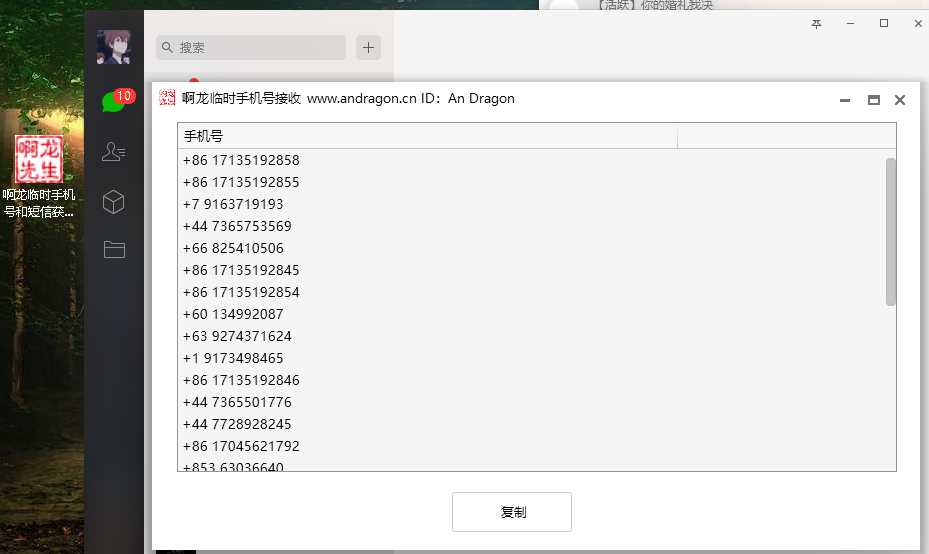 【活跃】你的婚礼我决
搜索
10
啊龙临时手机号接收 www.andragon.cn ID：An Dragon
啊龙
先生
啊龙临时手机
号和短信获...
手机号
+86 17135192858
+86 17135192855
+7 9163719193
+44 7365753569
+66 825410506
+86 17135192845
+86 17135192854
+60 134992087
+63 9274371624
+1 9173498465
+86 17135192846
+44 7365501776
+44 7728928245
+86 17045621792
+853 63036640
复制